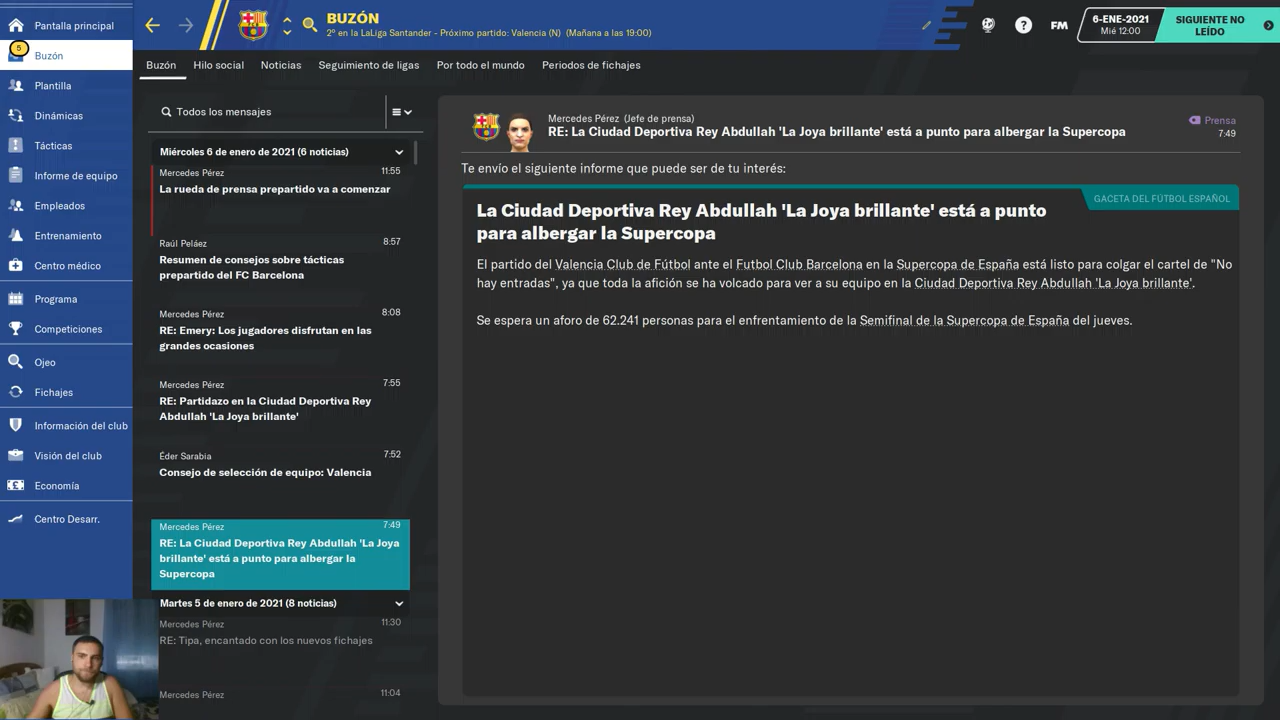 Pantalla principal
5
Buzón
Plantilla
Dinámicas
Tácticas
Informe de equipo
Empleados
Entrenamiento
Centro médico
Programa
Competiciones
Ojeo
Fichajes
Información del club
Visión del club
Economía
Centro Desarr.
BUZÓN
2º en la LaLiga Santander - Próximo partido: Valencia (N) (Mañana a las 19:00)
?
FM
6-ENE-2021
Mié 12:00
SIGUIENTE NO
LEÍDO
Buzón Hilo social Noticias Seguimiento de ligas Por todo el mundo Periodos de fichajes
Todos los mensajes
Miércoles 6 de enero de 2021 (6 noticias)
Mercedes Pérez 11:55
La rueda de prensa prepartido va a comenzar
Raúl Peláez 8:57
Resumen de consejos sobre tácticas
prepartido del FC Barcelona
Mercedes Pérez 8:08
RE: Emery: Los jugadores disfrutan en las
grandes ocasiones
Mercedes Pérez 7:55
RE: Partidazo en la Ciudad Deportiva Rey
Abdullah 'La Joya brillante'
Éder Sarabia 7:52
Consejo de selección de equipo: Valencia
Mercedes Pérez 7:49
RE: La Ciudad Deportiva Rey Abdullah 'La Joya
brillante' está a punto para albergar la
Supercopa
Martes 5 de enero de 2021 (8 noticias)
Mercedes Pérez 11:30
RE: Tipa, encantado con los nuevos fichajes
Mercedes Pérez 11:04
Mercedes Pérez (Jefe de prensa)
RE: La Ciudad Deportiva Rey Abdullah 'La Joya brillante' está a punto para albergar la Supercopa
Prensa
7:49
Te envío el siguiente informe que puede ser de tu interés:
GACETA DEL FÚTBOL ESPAÑOL
La Ciudad Deportiva Rey Abdullah 'La Joya brillante' está a punto
para albergar la Supercopa
El partido del Valencia Club de Fútbol ante el Futbol Club Barcelona en la Supercopa de España está listo para colgar el cartel de "No
hay entradas", ya que toda la afición se ha volcado para ver a su equipo en la Ciudad Deportiva Rey Abdullah 'La Joya brillante'.
Se espera un aforo de 62.241 personas para el enfrentamiento de la Semifinal de la Supercopa de España del jueves.